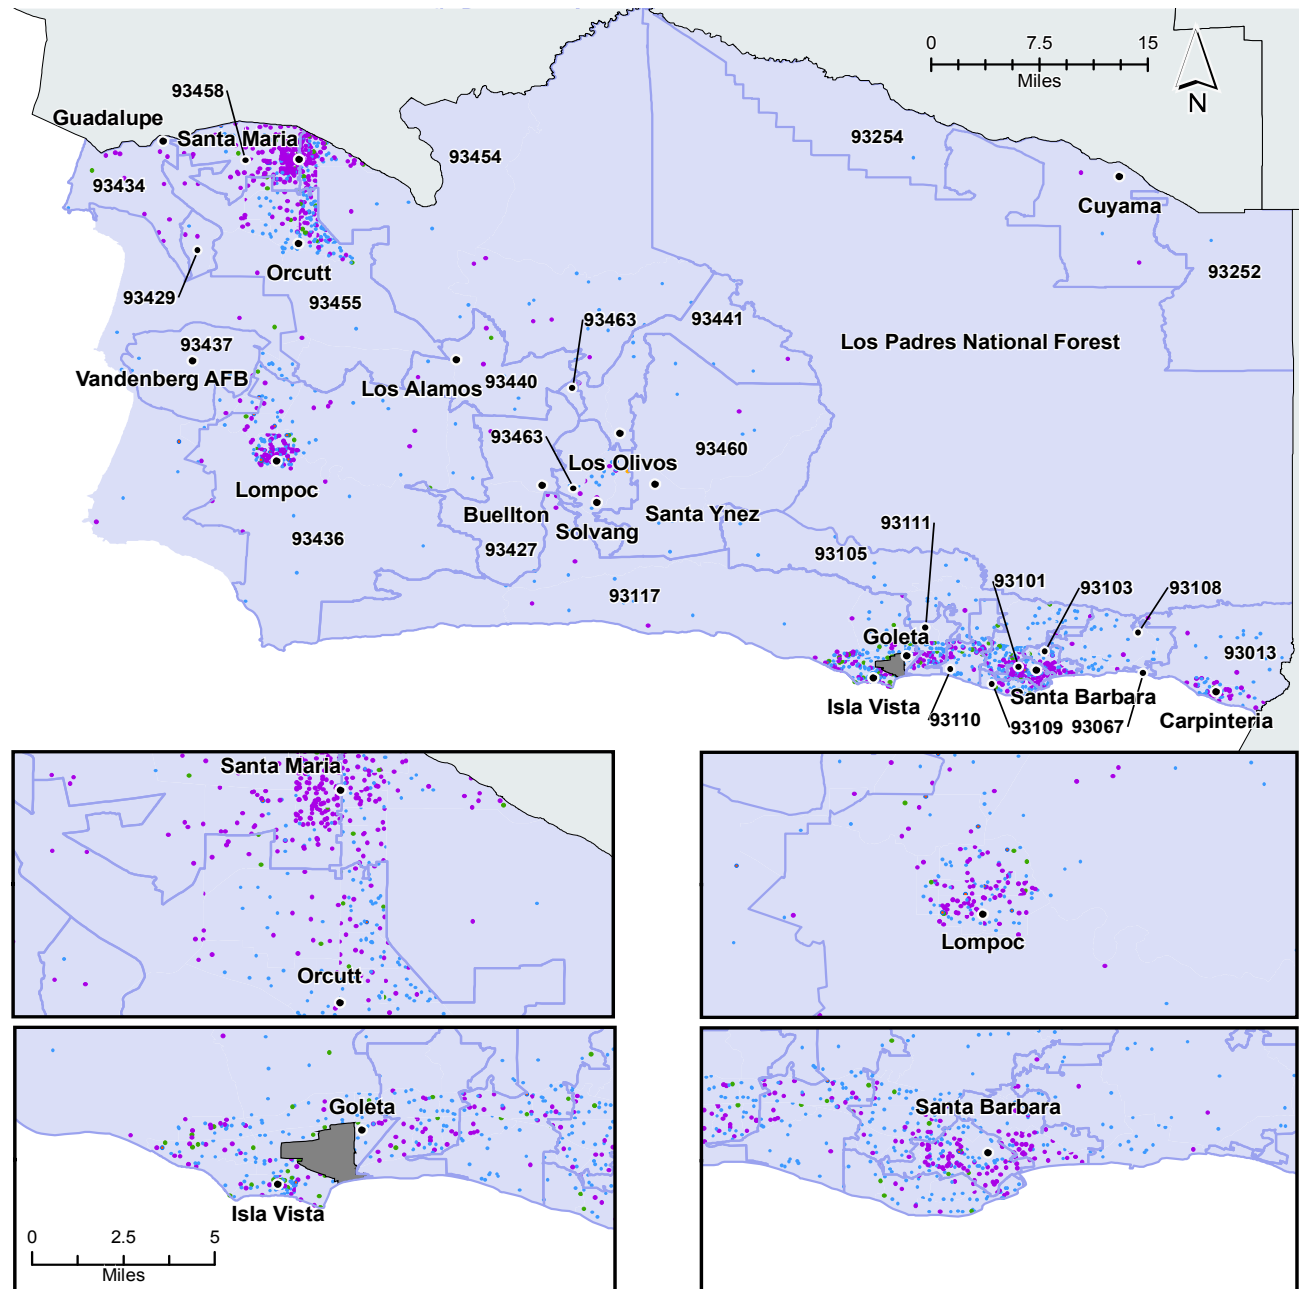 0 7.5 15
Miles
N
93458
Guadalupe
Santa Maria
93454
93254
93434
Cuyama
Orcutt
93252
93429
93455
93463
93441
93437
Los Padres National Forest
Vandenberg AFB
Los Alamos
93440
93463
93460
Los Olivos
Lompoc
Buellton
Santa Ynez
Solvang
93111
93436
93427
93105
93101
93103
93108
93117
Goleta
93013
Isla Vista
Santa Barbara
93110
93109
93067
Carpinteria
Santa Maria
Orcutt
Lompoc
Goleta
Isla Vista
0 2.5 5
Miles
Santa Barbara